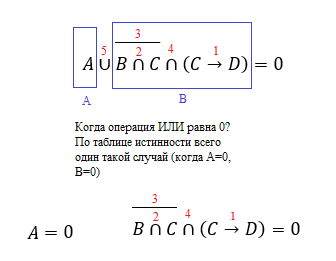 3
5 2 4 1
A ∪ B ∩ C ∩ (C → D) = 0
A B
Когда операция ИЛИ равна 0?
По таблице истинности всего
один такой случай (когда A=0,
B=0)
3
2 4 1
A = 0 B ∩ C ∩ (C → D) = 0